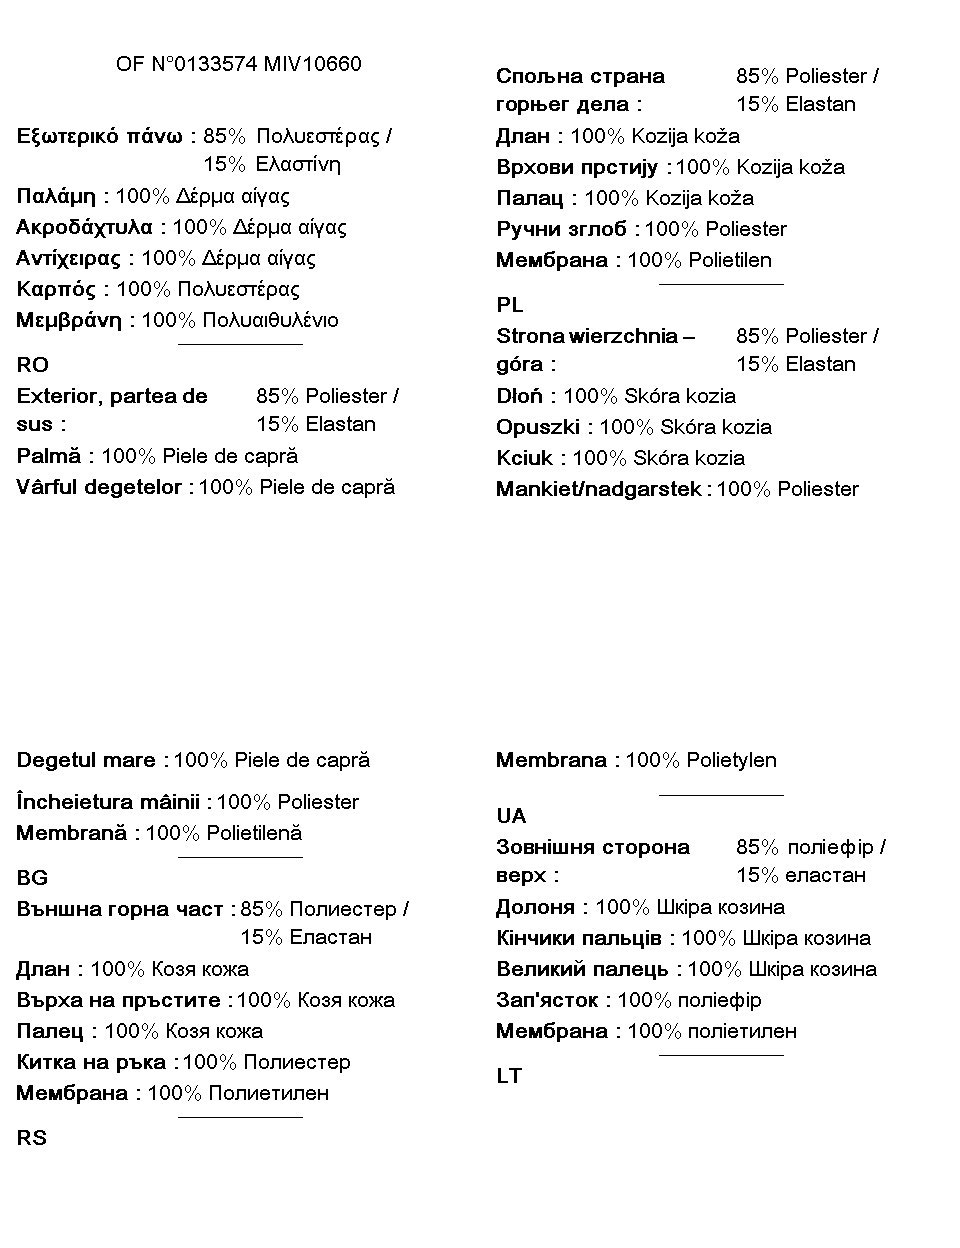 OF N°0133574 MIV10660
Εξωτερικό πάνω : 85% Πολυεστέρας /
15% Ελαστίνη
Παλάμη : 100% Δέρμα αίγας
Ακροδάχτυλα : 100% Δέρμα αίγας
Αντίχειρας : 100% Δέρμα αίγας
Καρπός : 100% Πολυεστέρας
Μεμβράνη : 100% Πολυαιθυλένιο
RO
Exterior, partea de 85% Poliester /
sus : 15% Elastan
Palmă : 100% Piele de capră
Vârful degetelor : 100% Piele de capră
Degetul mare : 100% Piele de capră
Încheietura mâinii : 100% Poliester
Membrană : 100% Polietilenă
BG
Външна горна част : 85% Полиестер /
15% Еластан
Длан : 100% Козя кожа
Върха на пръстите : 100% Козя кожа
Палец : 100% Козя кожа
Китка на ръка : 100% Полиестер
Мембрана : 100% Полиетилен
RS
Спољна страна 85% Poliester /
горњег дела : 15% Elastan
Длан : 100% Kozija koža
Врхови прстију : 100% Kozija koža
Палац : 100% Kozija koža
Ручни зглоб : 100% Poliester
Мембрана : 100% Polietilen
PL
Strona wierzchnia – 85% Poliester /
góra : 15% Elastan
Dłoń : 100% Skóra kozia
Opuszki : 100% Skóra kozia
Kciuk : 100% Skóra kozia
Mankiet/nadgarstek : 100% Poliester
Membrana : 100% Polietylen
UA
Зовнішня сторона 85% поліефір /
верх : 15% еластан
Долоня : 100% Шкіра козина
Кінчики пальців : 100% Шкіра козина
Великий палець : 100% Шкіра козина
Зап'ясток : 100% поліефір
Мембрана : 100% поліетилен
LT